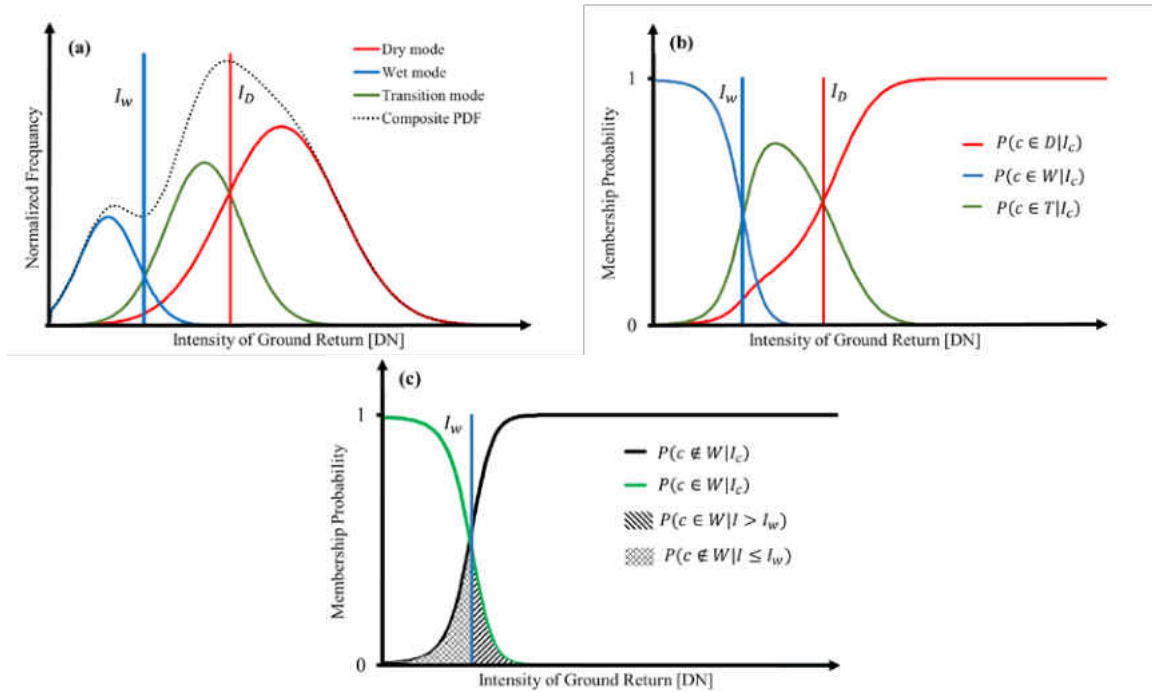 (a)
I_w
I_D
Dry mode
Wet mode
Transition mode
Composite PDF
Normalized Frequancy
Intensity of Ground Return [DN]
(b)
1
I_w
I_D
P(c ∈ D|I_c)
P(c ∈ W|I_c)
P(c ∈ T|I_c)
Membership Probability
0
Intensity of Ground Return [DN]
(c)
1
I_w
P(c ∉ W|I_c)
P(c ∈ W|I_c)
P(c ∈ W|I > I_w)
P(c ∉ W|I ≤ I_w)
Membership Probability
0
Intensity of Ground Return [DN]